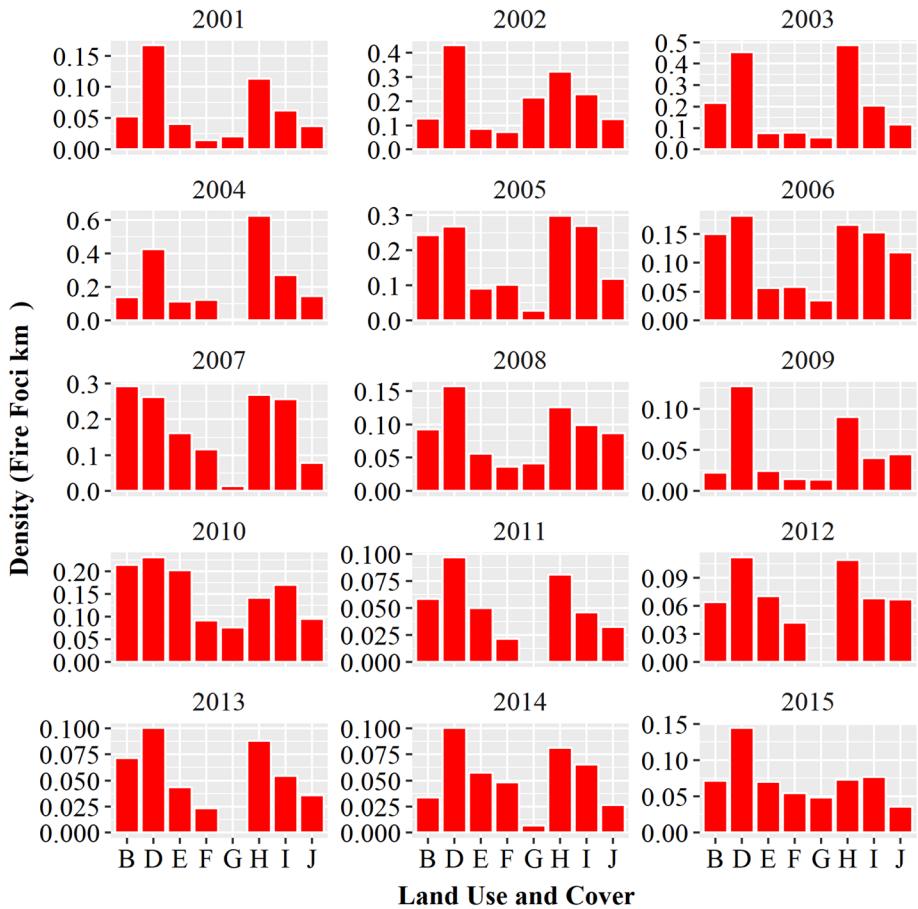 2001 2002 2003
0.15 0.4 0.5
0.10 0.3 0.4
0.05 0.2 0.3
0.00 0.1 0.2
0.0 0.1
0.0
2004 2005 2006
0.6 0.3 0.15
0.4 0.2 0.10
0.2 0.1 0.05
0.0 0.0 0.00
2007 2008 2009
0.3 0.15 0.10
0.2 0.10 0.05
0.1 0.05 0.00
0.0 0.00
2010 2011 2012
0.20 0.100 0.09
0.15 0.075 0.06
0.10 0.050 0.03
0.05 0.025 0.00
0.00 0.000
2013 2014 2015
0.100 0.100 0.15
0.075 0.075 0.10
0.050 0.050 0.05
0.025 0.025 0.00
0.000 0.000
B D E F G H I J B D E F G H I J B D E F G H I J
Density (Fire Foci km )
Land Use and Cover